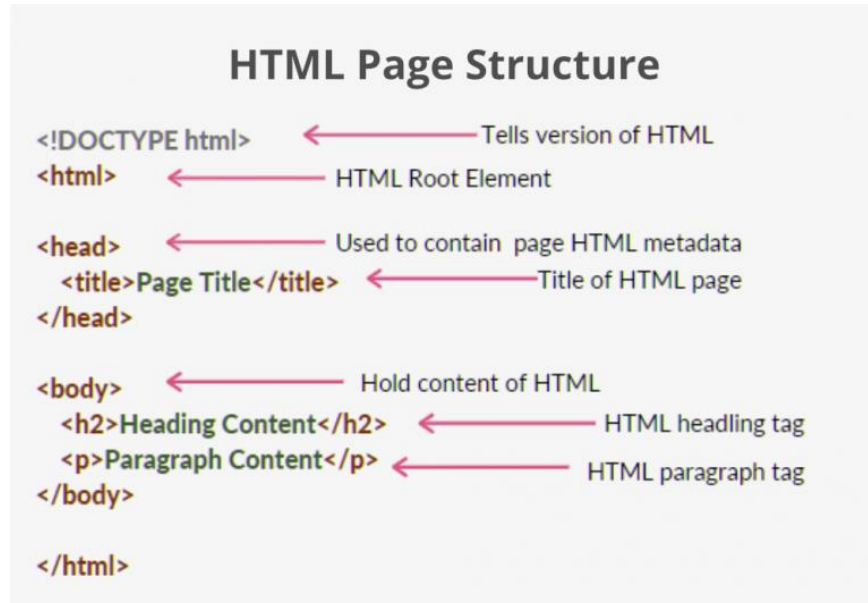 HTML Page Structure
<!DOCTYPE html> Tells version of HTML
<html> HTML Root Element
<head> Used to contain page HTML metadata
<title>Page Title</title> Title of HTML page
</head>
<body> Hold content of HTML
<h2>Heading Content</h2> HTML headling tag
<p>Paragraph Content</p> HTML paragraph tag
</body>
</html>